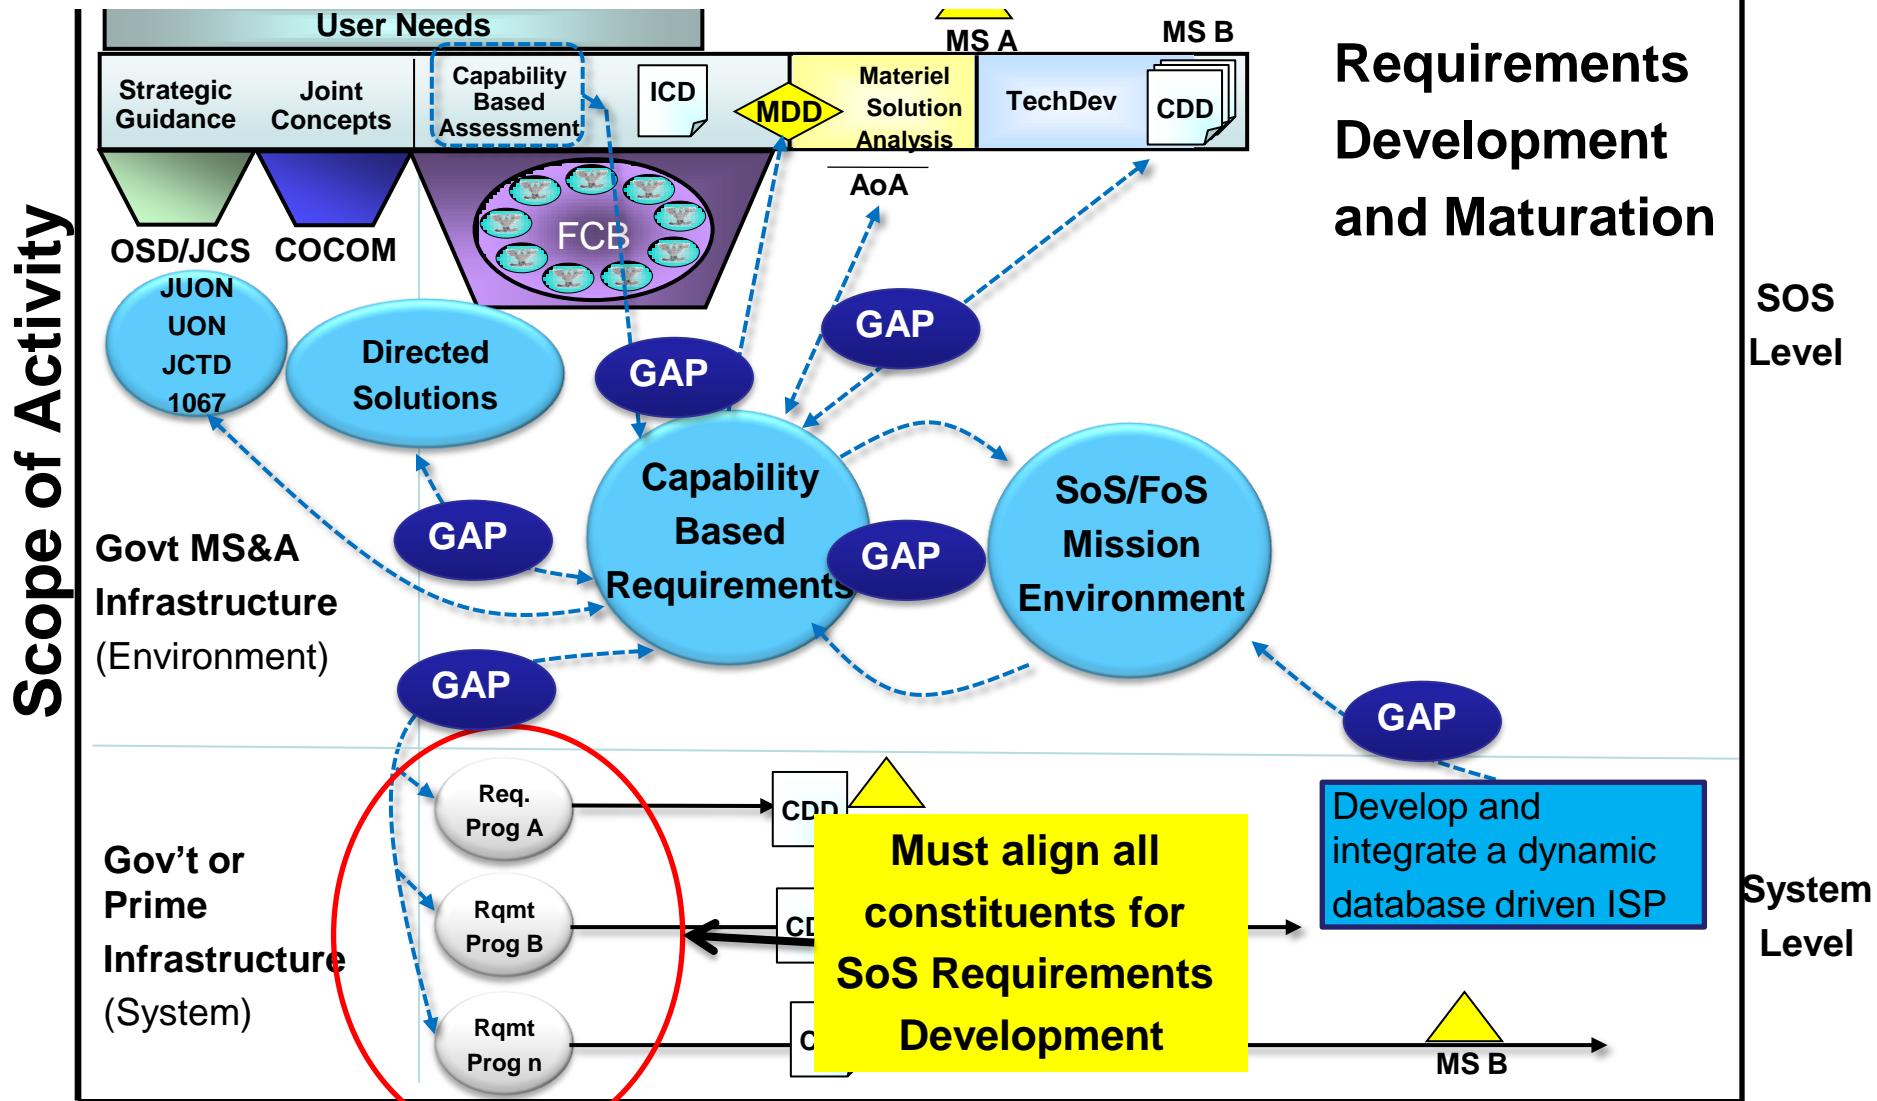 User Needs
MS A
MS B
Strategic
Guidance
Joint
Concepts
Capability
Based
Assessment
ICD
MDD
Materiel
Solution
Analysis
TechDev
CDD
Requirements
Development
and Maturation
AoA
OSD/JCS
COCOM
FCB
JUON
UON
JCTD
1067
Directed
Solutions
GAP
GAP
SOS
Level
Scope of Activity
Capability
Based
Requirements
GAP
GAP
SoS/FoS
Mission
Environment
Govt MS&A
Infrastructure
(Environment)
GAP
GAP
Req.
Prog A
CDD
Develop and
integrate a dynamic
database driven ISP
Must align all
constituents for
SoS Requirements
Development
Gov't or
Prime
Infrastructure
(System)
Rqmt
Prog B
System
Level
Rqmt
Prog n
MS B